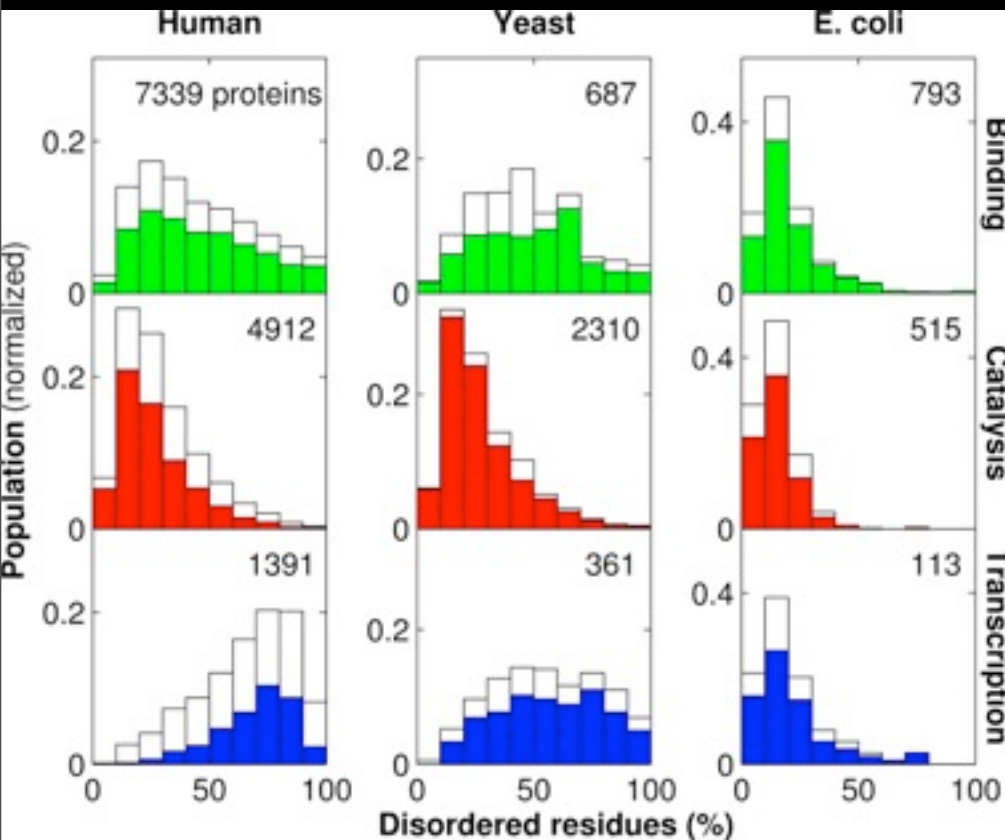 Human Yeast E. coli
7339 proteins 687 793
0.2 0.2 0.4
0 0 0
Binding
4912 2310 515
0.2 0.2 0.4
0 0 0
Catalysis
1391 361 113
0.2 0.2 0.4
0 0 0
Transcription
0 50 100 0 50 100 0 50 100
Population (normalized)
Disordered residues (%)